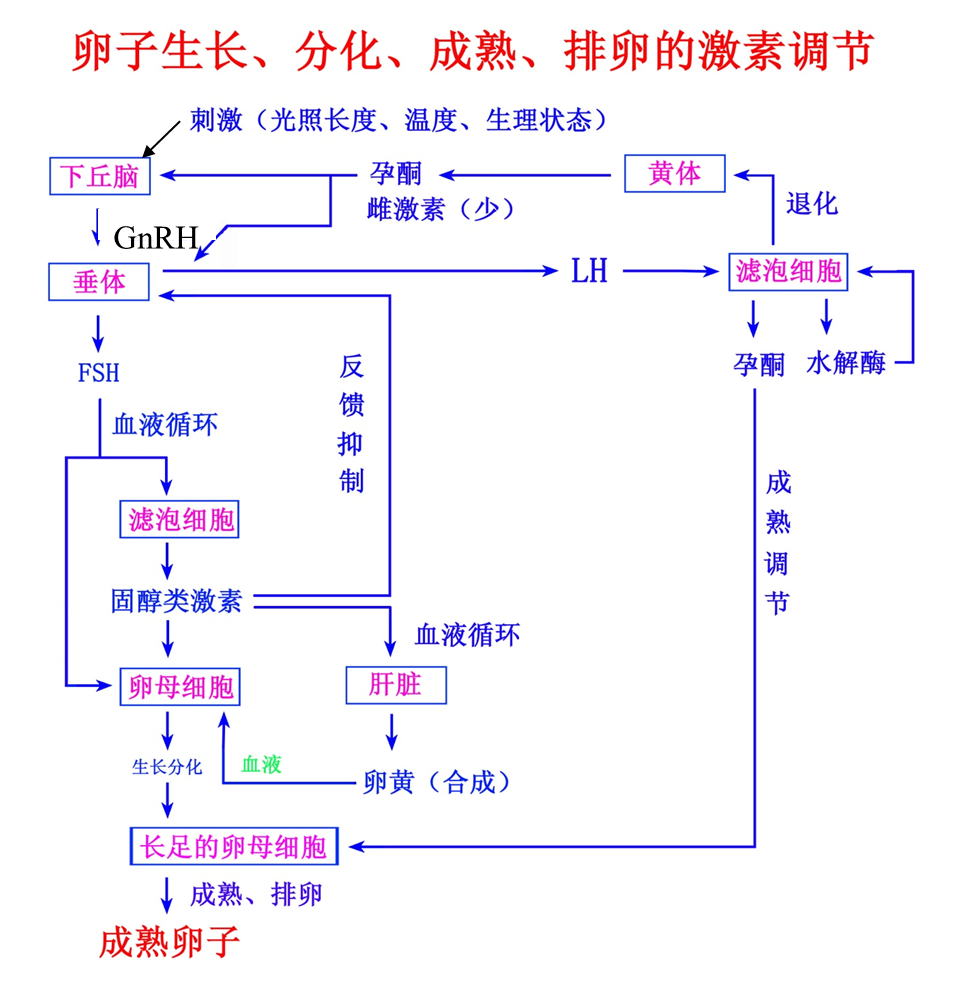 卵子生长、分化、成熟、排卵的激素调节
刺激（光照长度、温度、生理状态）
下丘脑
孕酮
雌激素（少）
黄体
退化
GnRH
垂体
LH
滤泡细胞
孕酮
水解酶
FSH
血液循环
反馈抑制
滤泡细胞
成熟调节
固醇类激素
血液循环
卵母细胞
肝脏
生长分化
血液
卵黄（合成）
长足的卵母细胞
成熟、排卵
成熟卵子